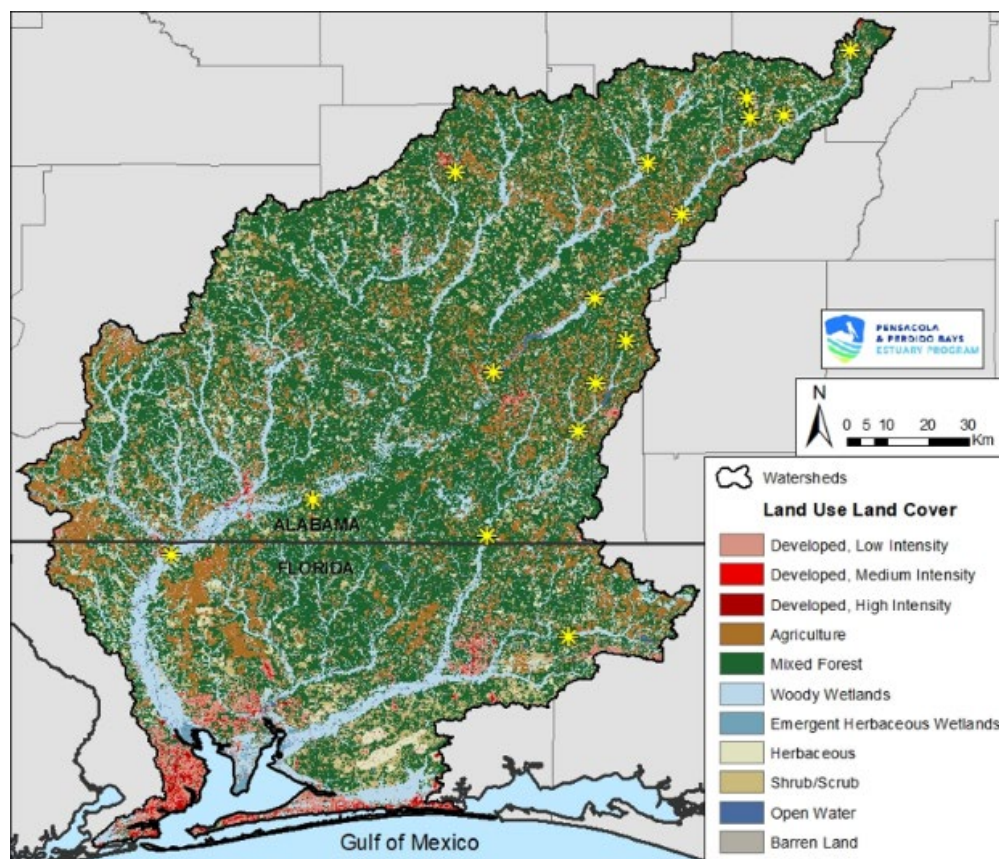 PENSACOLA
& PERDIDO BAYS
ESTUARY PROGRAM
N
0 5 10 20 30
Km
Watersheds
Land Use Land Cover
Developed, Low Intensity
Developed, Medium Intensity
Developed, High Intensity
Agriculture
Mixed Forest
Woody Wetlands
Emergent Herbaceous Wetlands
Herbaceous
Shrub/Scrub
Open Water
Barren Land
ALABAMA
FLORIDA
Gulf of Mexico